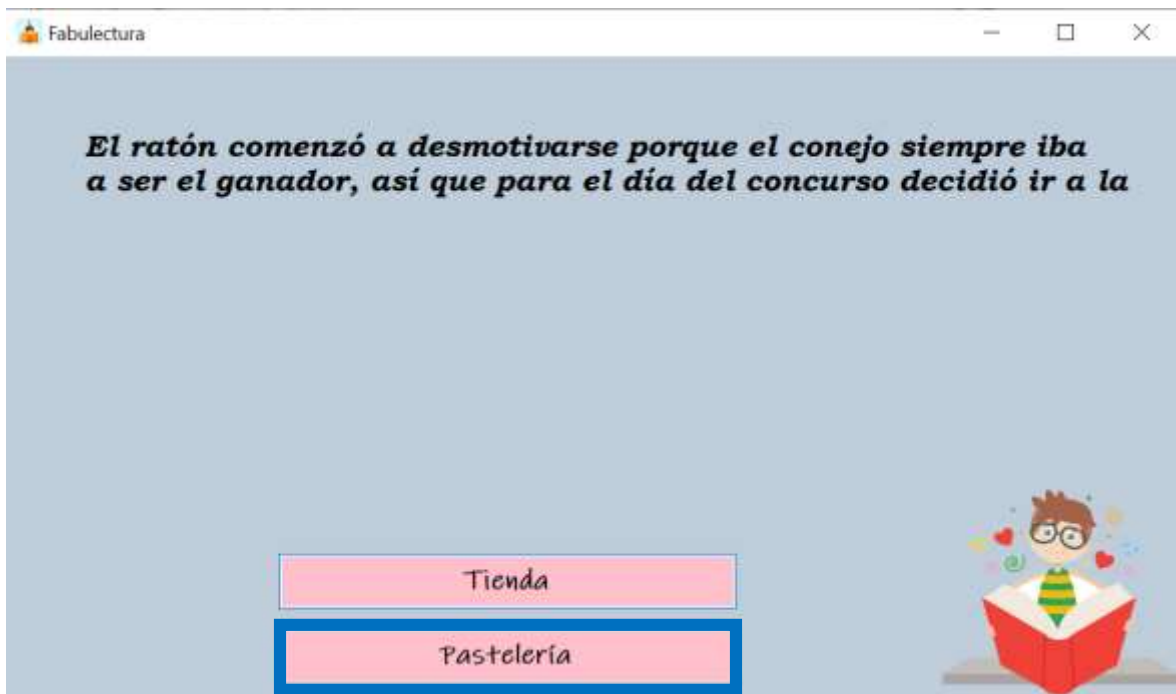 Fabulectura
El ratón comenzó a desmotivarse porque el conejo siempre iba
a ser el ganador, así que para el día del concurso decidió ir a la
Tienda
Pastelería